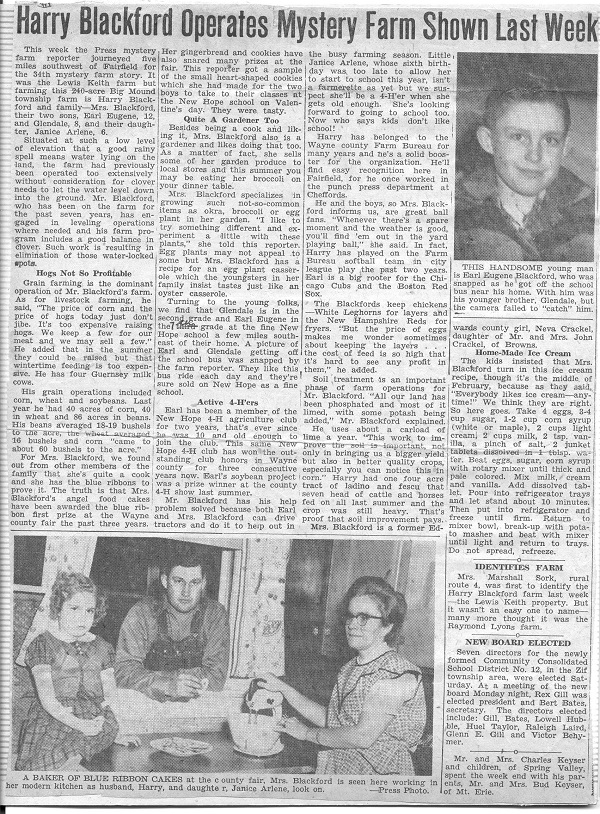 Harry Blackford Operates Mystery Farm Shown Last Week
This week the Press mystery
farm reporter journeyed five
miles southwest of Fairfield for
the 34th mystery farm story. It
was the Lewis Keith farm but
farming this 240-acre Big Mound
township farm is Harry Black-
ford and family—Mrs. Blackford,
their two sons, Earl Eugene, 12,
and Glendale, 8, and their daugh-
ter, Janice Arlene, 6.
Situated at such a low level
of elevation that a good rainy
spell means water lying on the
land, the farm had previously
been operated too extensively
without consideration for clover
needs to let the water level down
into the ground. Mr. Blackford,
who has been on the farm for
the past seven years, has en-
gaged in leveling operations
where needed and his farm pro-
gram includes a good balance in
clover. Such work is resulting in
elimination of those water-locked
spots.
Hogs Not So Profitable
Grain farming is the dominant
operation of Mr. Blackford's farm.
As for livestock farming, he
said, "The price of corn and the
price of hogs today just don't
jibe. It's too expensive raising
hogs. We keep a few for our
meat and we may sell a few."
He added that in the summer
they could be raised but that
wintertime feeding is too expen-
sive. He has four Guernsey milk
cows.
His grain operations included
corn, wheat and soybeans. Last
year he had 40 acres of corn, 40
in wheat and 86 acres in beans.
His beans averaged 18-19 bushels
to the acre, the wheat averaged
16 bushels and corn "came to
about 60 bushels to the acre."
For Mrs. Blackford, we found
out from other members of the
family that she's quite a cook
and she has the blue ribbons to
prove it. The truth is that Mrs.
Blackford's angel food cakes
have been awarded the blue rib-
bon first prize at the Wayne
county fair the past three years.
Her gingerbread and cookies have
also snared many prizes at the
fair. This reporter got a sample
of the small heart-shaped cookies
which she had made for the two
boys to take to their classes at
the New Hope school on Valen-
tine's day. They were tasty.
Quite A Gardener Too
Besides being a cook and lik-
ing it, Mrs. Blackford also is a
gardener and likes doing that too.
As a matter of fact, she sells
some of her garden produce to
local stores and this summer you
may be eating her broccoli on
your dinner table.
Mrs. Blackford specializes in
growing such not-so-common
items as okra, broccoli or egg
plant in her garden. "I like to
try something different and ex-
periment a little with these
plants," she told this reporter.
Egg plants may not appeal to
some but Mrs. Blackford has a
recipe for an egg plant casser-
ole which the youngsters in her
family insist tastes just like an
oyster casserole.
Turning to the young folks,
we find that Glendale is in the
second grade and Earl Eugene in
the grade at the fine New
Hope school a few miles south-
east of their home. A picture of
Earl and Glendale getting off
the school bus was snapped by
the farm reporter. They like this
bus ride each day and they're
sure sold on New Hope as a fine
school.
Active 4-H'ers
Earl has been a member of the
New Hope 4-H agriculture club
for two years, that's ever since
he was 10 and old enough to
join the club. This same New
Hope 4-H club has won the out-
standing club honors in Wayne
county for three consecutive
years now. Earl's soybean project
was a prize winner at the county
4-H show last summer.
Mr. Blackford has his help
problem solved because both Earl
and Mrs. Blackford can drive
tractors and do it to help out in
the busy farming season. Little
Janice Arlene, whose sixth birth-
day was too late to allow her
to start to school this year, isn't
a farmerette as yet but we sus-
pect she'll be a 4-H'er when she
gets old enough. She's looking
forward to going to school too.
Now who says kids don't like
school!
Harry has belonged to the
Wayne county Farm Bureau for
many years and he's a solid boos-
ter for the organization. He'll
find easy recognition here in
Fairfield, for he once worked in
the punch press department at
Chefford's.
He and the boys, so Mrs. Black-
ford informs us, are great ball
fans. "Whenever there's a spare
moment and the weather is good,
you'll find 'em out in the yard
playing ball," she said. In fact,
Harry has played on the Farm
Bureau softball team in city
league play the past two years.
Earl is a big rooter for the Chi-
cago Cubs and the Boston Red
Sox.
The Blackfords keep chickens
—White Leghorns for layers and
the New Hampshire Reds for
fryers. "But the price of eggs
makes me wonder sometimes
about keeping the layers . . .
the cost of feed is so high that
it's hard to see any profit in
them," he added.
Soil treatment is an important
phase of farm operations for
Mr. Blackford. "All our land has
been phosphated and most of it
limed, with some potash being
added," Mr. Blackford explained.
He uses about a carload of
lime a year. "This work to im-
prove the soil is important, not
only in bringing us a bigger yield
but also in better quality crops,
especially you can notice this in
corn." Harry had one four acre
tract of ladino and fescu that
seven head of cattle and horses
fed on all last summer and the
crop was still heavy. That's
proof that soil improvement pays.
Mrs. Blackford is a former Ed-
THIS HANDSOME young man
is Earl Eugene Blackford, who was
snapped as he got off the school
bus near his home. With him was
his younger brother, Glendale, but
the camera failed to "catch" him.
wards county girl, Neva Crackel,
daughter of Mr. and Mrs. John
Crackel, of Browns.
Home-Made Ice Cream
The kids insisted that Mrs.
Blackford turn in this ice cream
recipe, though it's the middle of
February, because as they said,
"Everybody likes ice cream—any-
time!" We think they are right.
So here goes. Take 4 eggs, 3-4
cup sugar, 1-2 cup corn syrup
(white or maple), 2 cups light
cream, 2 cups milk, 2 tsp. van-
illa, a pinch of salt, 2 junket
tablets dissolved in 1 tblsp. wa-
ter. Beat eggs, sugar, corn syrup
with rotary mixer until thick and
pale colored. Mix milk, cream
and vanilla. Add dissolved tab-
let. Pour into refrigerator trays
and let stand about 10 minutes.
Then put into refrigerator and
freeze until firm. Return to
mixer bowl, break-up with pota-
to masher and beat with mixer
until light and return to trays.
Do not spread, refreeze.
IDENTIFIES FARM
Mrs. Marshall Sork, rural
route 4, was first to identify the
Harry Blackford farm last week
—the Lewis Keith property. But
it wasn't an easy one to name—
many more thought it was the
Raymond Lyons farm.
NEW BOARD ELECTED
Seven directors for the newly
formed Community Consolidated
School District No. 12, in the Zif
township area, were elected Sat-
urday. At a meeting of the new
board Monday night, Rex Gill was
elected president and Bert Bates,
secretary. The directors elected
include: Gill, Bates, Lowell Hub-
ble, Huel Taylor, Raleigh Laird,
Glenn E. Gill and Victor Behy-
mer.
Mr. and Mrs. Charles Keyser
and children, of Spring Valley,
spent the week end with his par-
ents, Mr. and Mrs. Bud Keyser,
of Mt. Erie.
A BAKER OF BLUE RIBBON CAKES at the county fair, Mrs. Blackford is seen here working in
her modern kitchen as husband, Harry, and daughter, Janice Arlene, look on. —Press Photo.